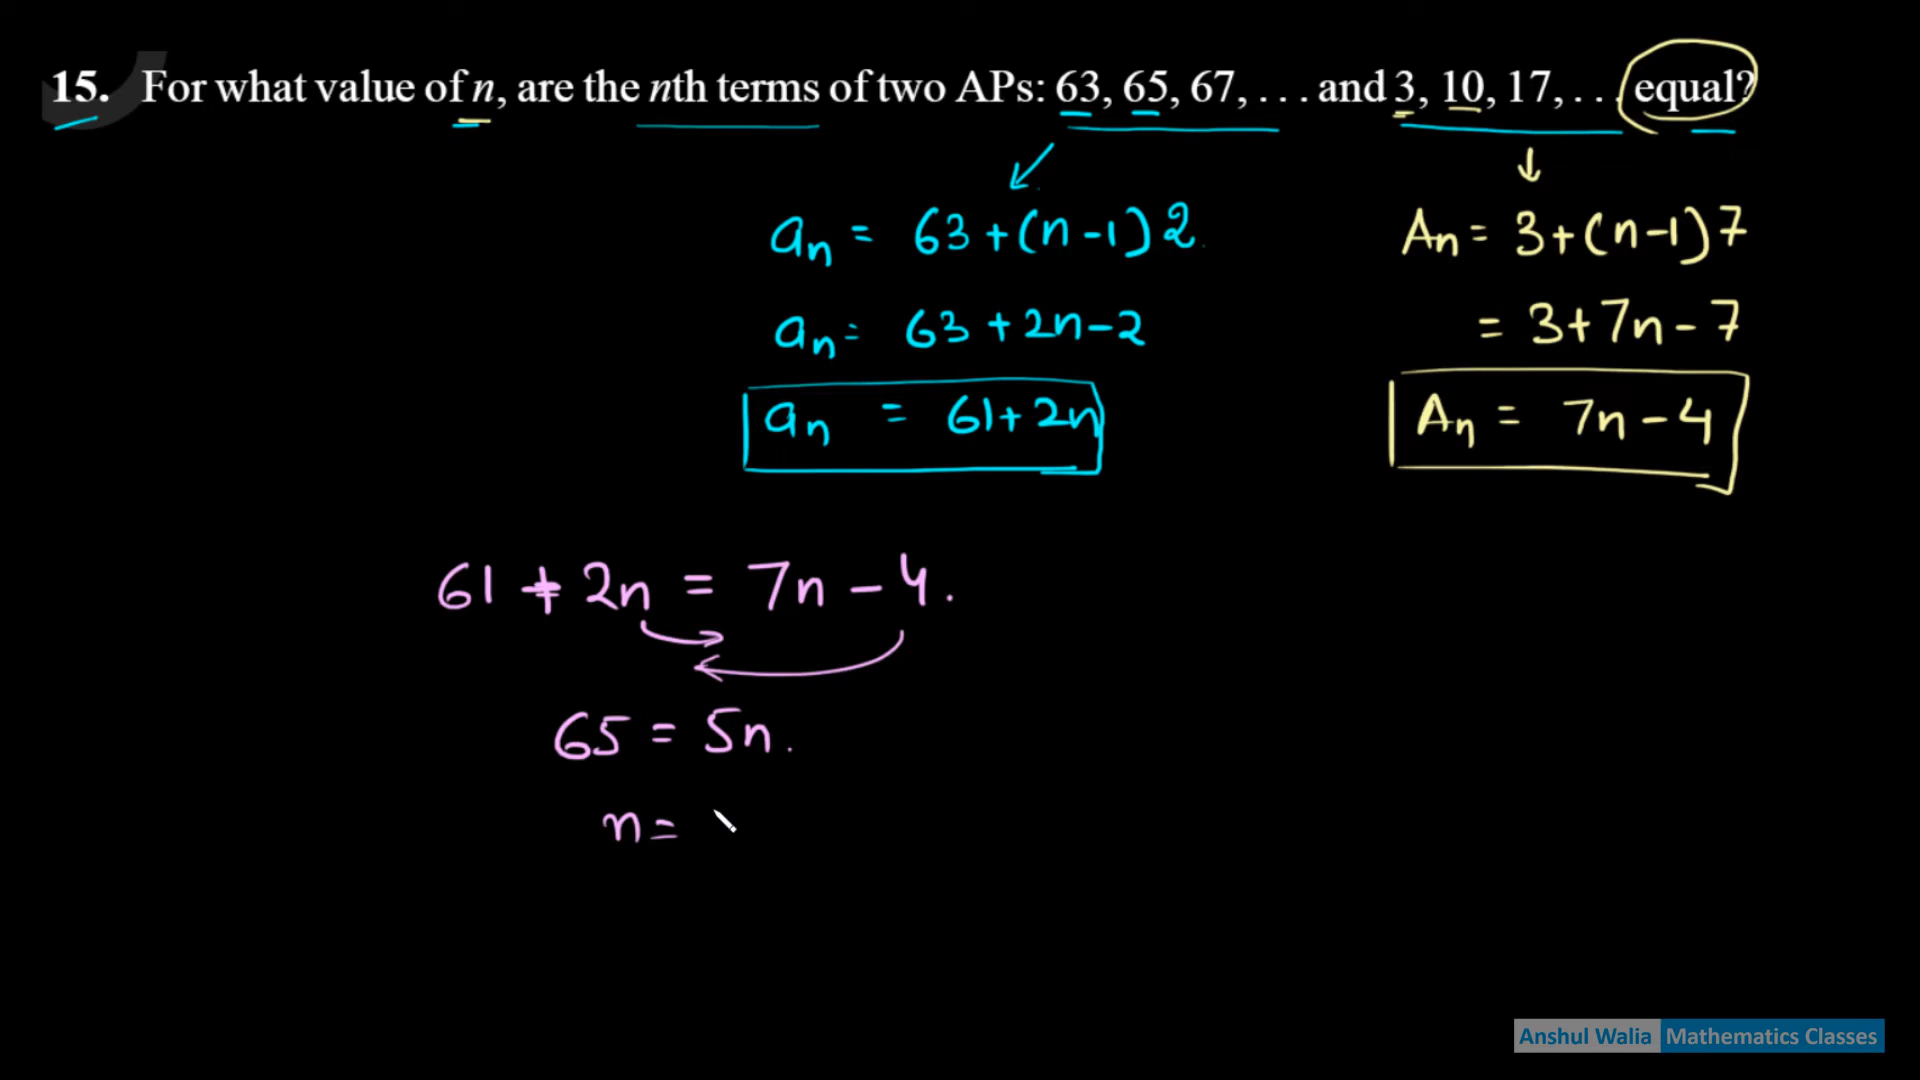 15. For what value of n, are the nth terms of two APs: 63, 65, 67, . . . and 3, 10, 17, . . . equal?
an = 63 + (n - 1) 2
An = 3 + (n - 1) 7
an = 63 + 2n - 2
= 3 + 7n - 7
an = 61 + 2n
An = 7n - 4
61 + 2n = 7n - 4.
65 = 5n.
n =
Anshul Walia Mathematics Classes